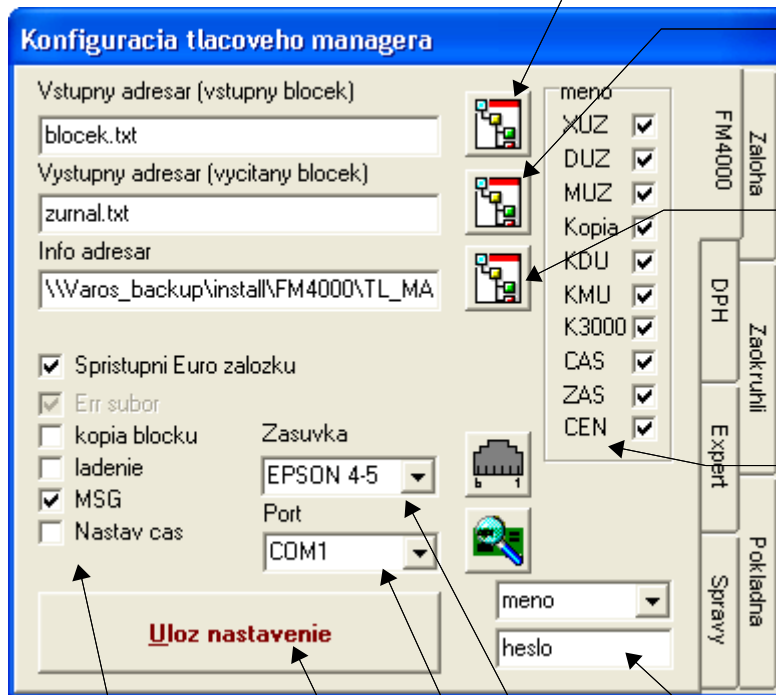 Konfiguracia tlacoveho managera
Vstupny adresar (vstupny blocek)
blocek.txt
Vystupny adresar (vycitany blocek)
zurnal.txt
Info adresar
\\Varos_backup\install\FM4000\TL_MA
Spristupni Euro zalozku
Err subor
kopia blocku
ladenie
MSG
Nastav cas
Zasuvka
EPSON 4-5
Port
COM1
b 1
Uloz nastavenie
meno
XUZ
DUZ
MUZ
Kopia
KDU
KMU
K3000
CAS
ZAS
CEN
meno
heslo
FM4000
DPH
Expert
Spravy
Zaloha
Zaokruhli
Pokladna